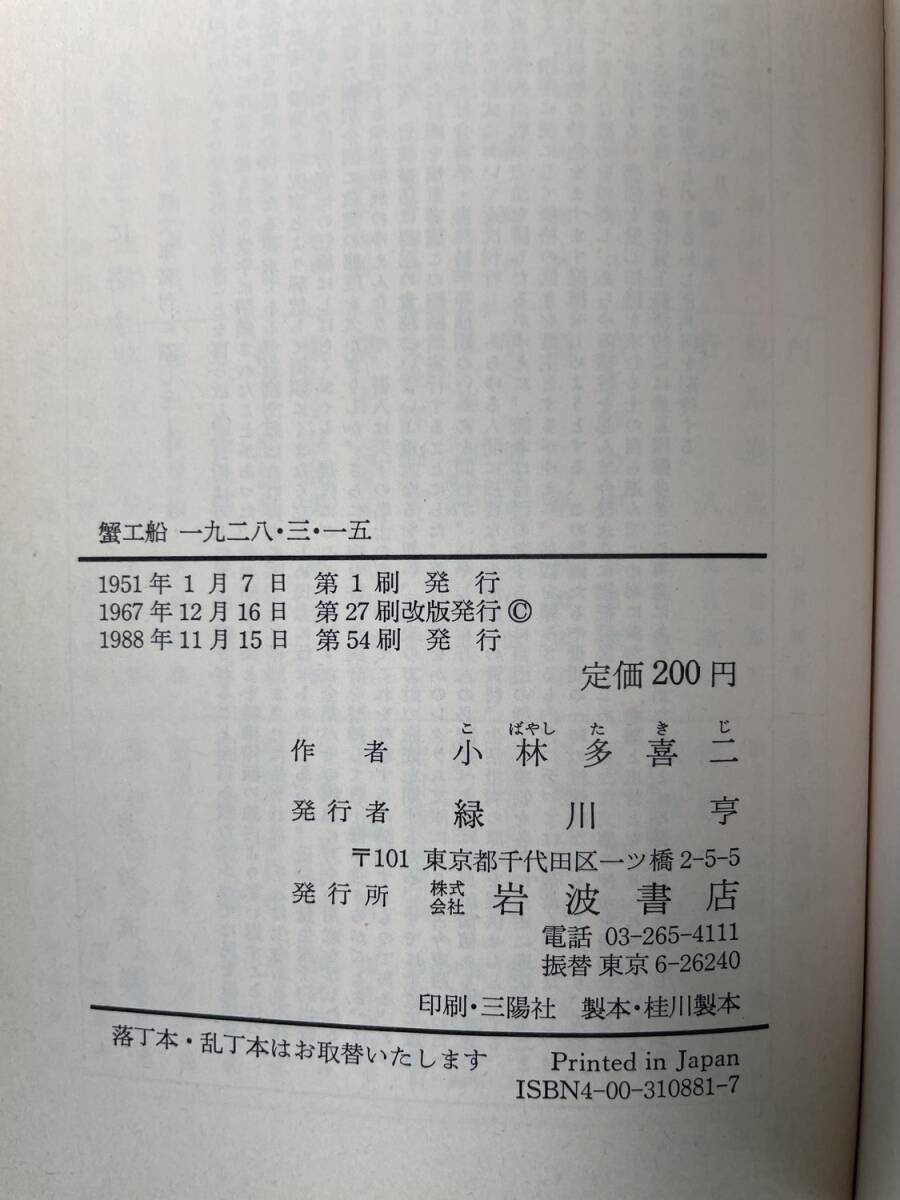 蟹工船 一九二八・三・一五
1951年1月7日 第1刷発行
1967年12月16日 第27刷改版発行©
1988年11月15日 第54刷発行
定価200円
こ ばやし た き じ
作者 小林多喜二
発行者 緑川亨
〒101 東京都千代田区一ツ橋2-5-5
発行所 株式会社 岩波書店
電話 03-265-4111
振替 東京6-26240
印刷・三陽社 製本・桂川製本
落丁本・乱丁本はお取替いたします
Printed in Japan
ISBN4-00-310881-7